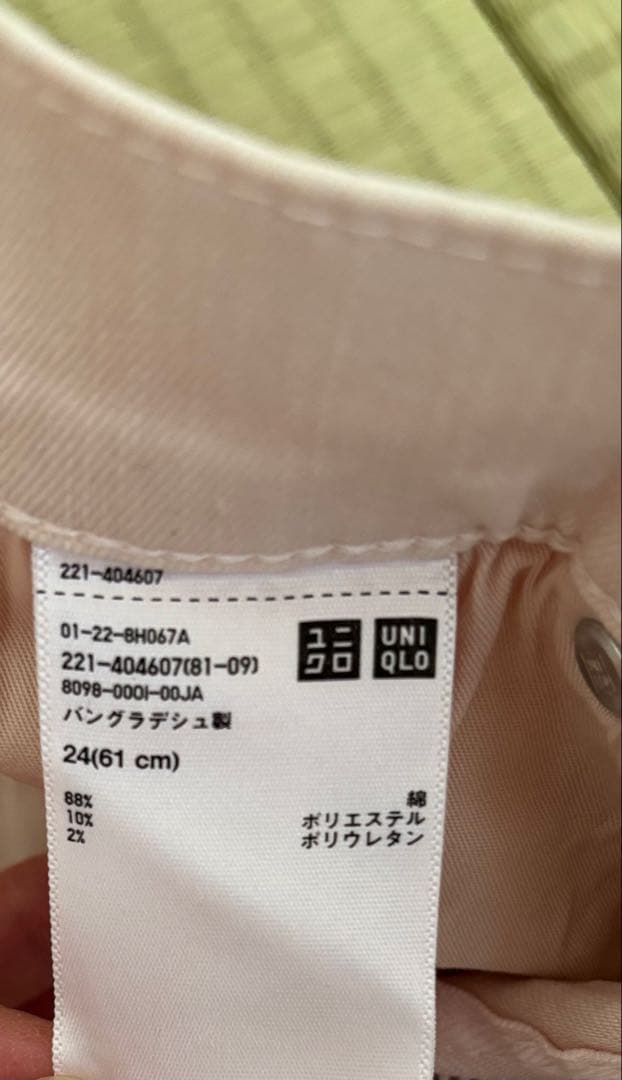 221-404607
01-22-8H067A
221-404607(81-09)
8098-000I-00JA
バングラデシュ製
ユニ
クロ
UNI
QLO
24(61 cm)
88% 綿
10% ポリエステル
2% ポリウレタン